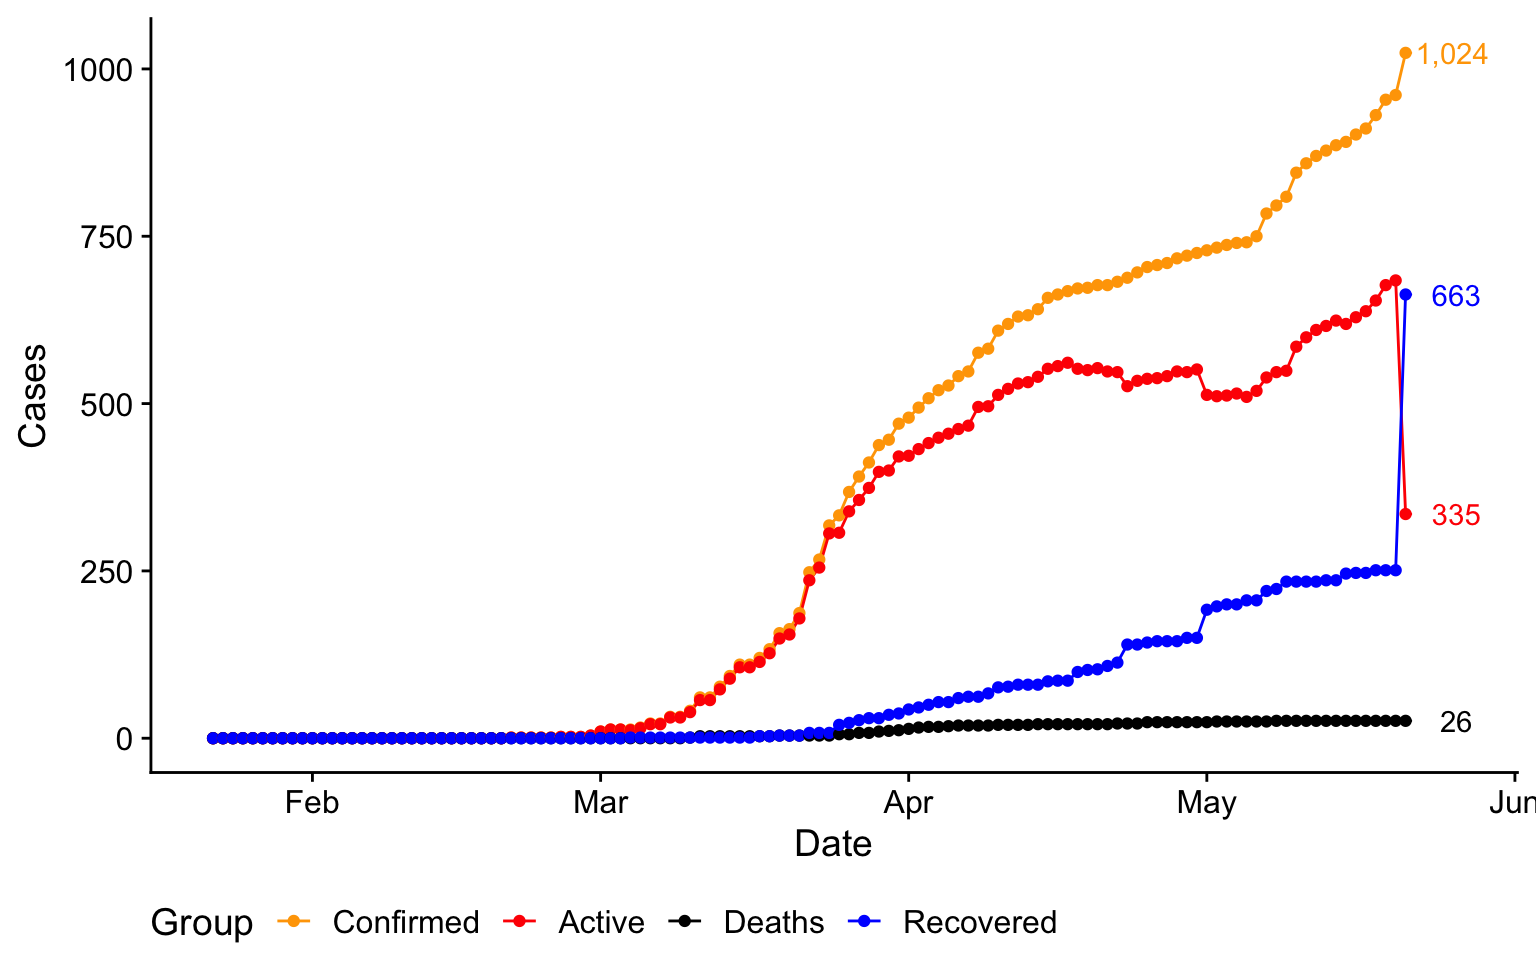 1,024
1000
750
663
500
335
250
26
0
Cases
Feb Mar Apr May Jun
Date
Group Confirmed Active Deaths Recovered